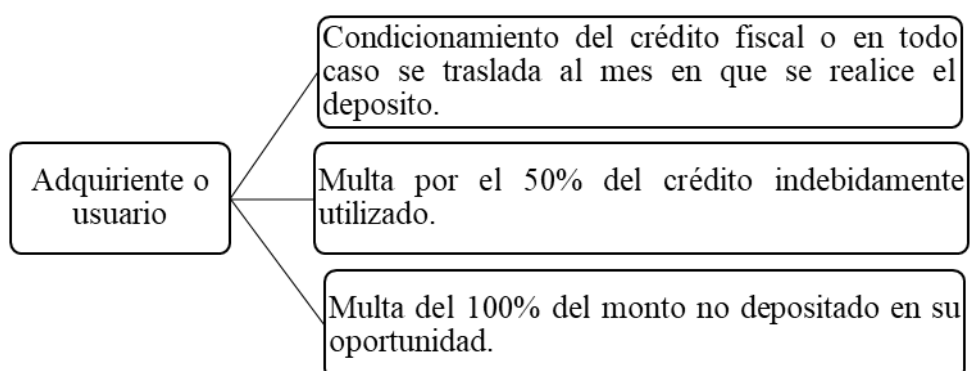 Condicionamiento del crédito fiscal o en todo
caso se traslada al mes en que se realice el
deposito.
Adquiriente o
usuario
Multa por el 50% del crédito indebidamente
utilizado.
Multa del 100% del monto no depositado en su
oportunidad.